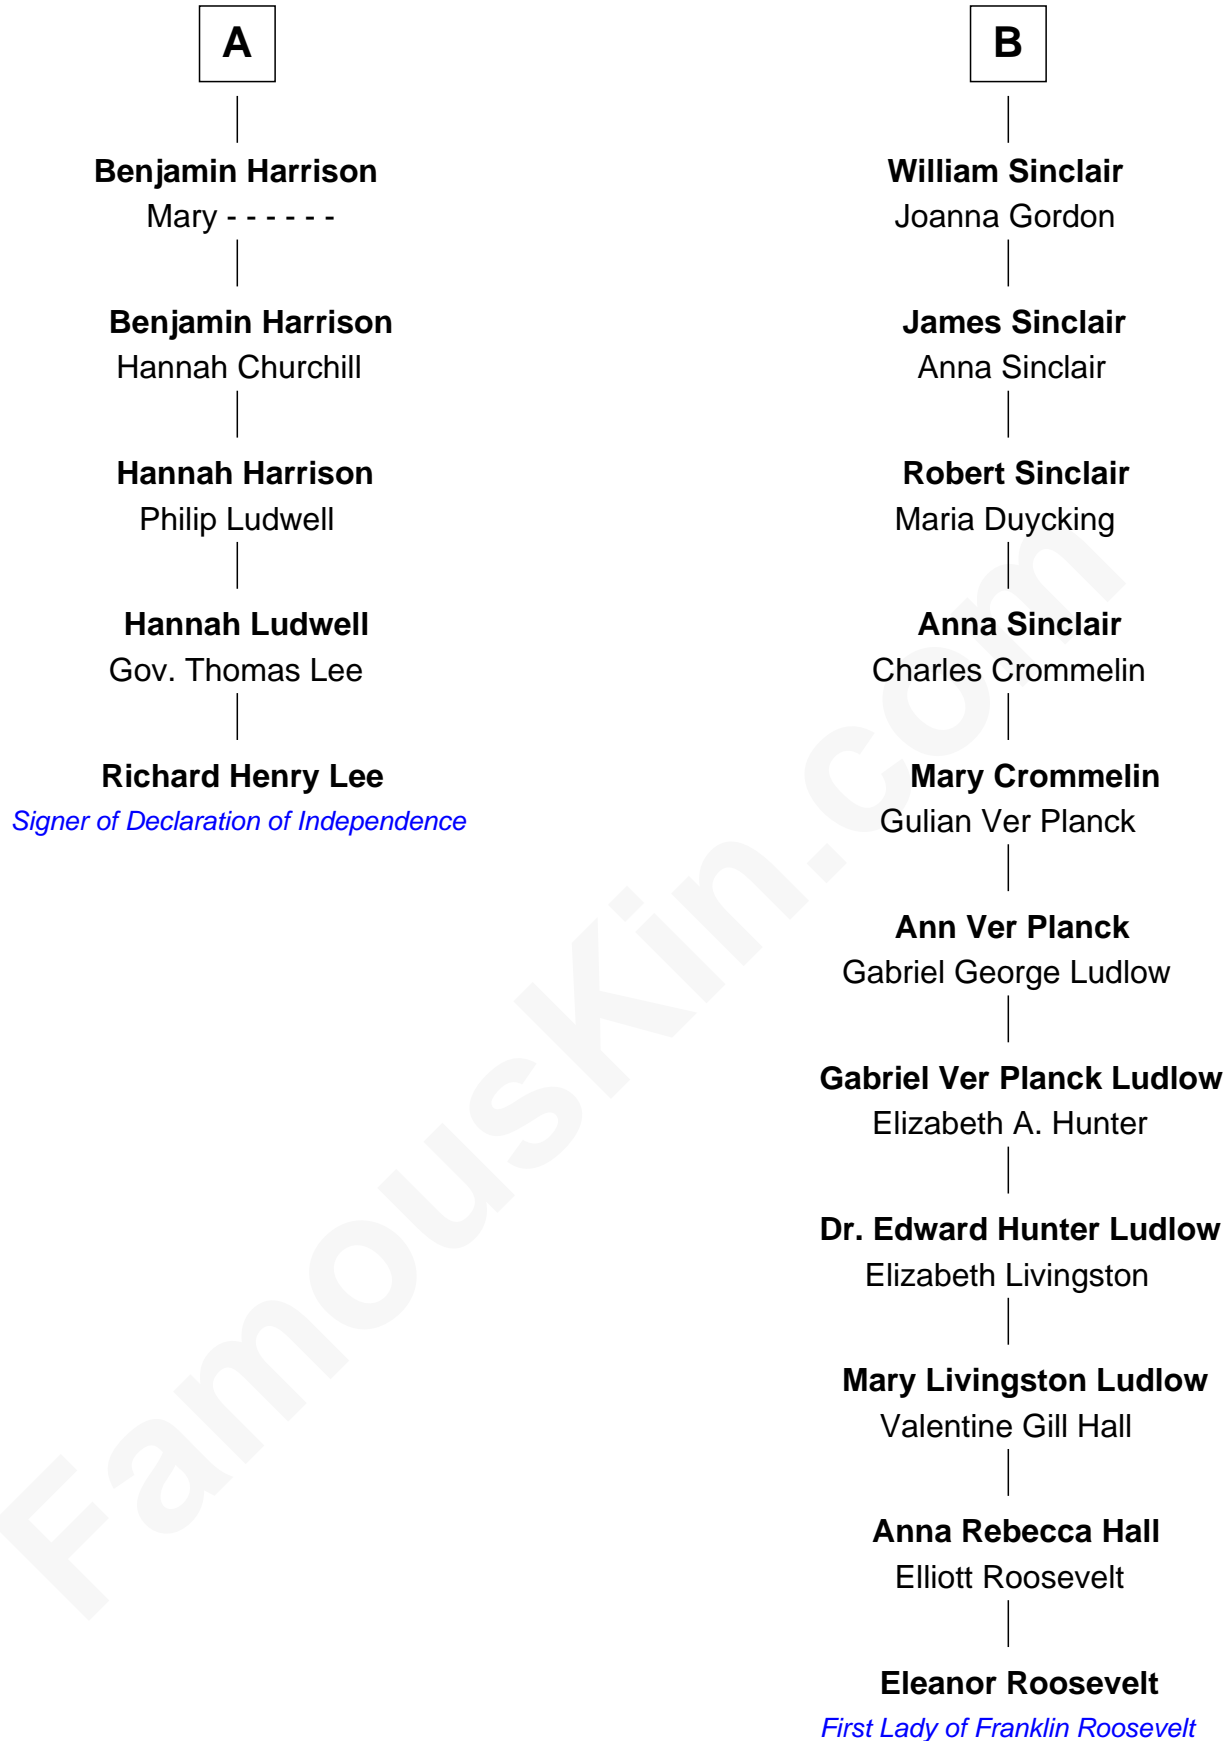 A
Benjamin Harrison
Mary - - - - - -
Benjamin Harrison
Hannah Churchill
Hannah Harrison
Philip Ludwell
Hannah Ludwell
Gov. Thomas Lee
Richard Henry Lee
Signer of Declaration of Independence
B
William Sinclair
Joanna Gordon
James Sinclair
Anna Sinclair
Robert Sinclair
Maria Duycking
Anna Sinclair
Charles Crommelin
Mary Crommelin
Gulian Ver Planck
Ann Ver Planck
Gabriel George Ludlow
Gabriel Ver Planck Ludlow
Elizabeth A. Hunter
Dr. Edward Hunter Ludlow
Elizabeth Livingston
Mary Livingston Ludlow
Valentine Gill Hall
Anna Rebecca Hall
Elliott Roosevelt
Eleanor Roosevelt
First Lady of Franklin Roosevelt
FamousKin.com